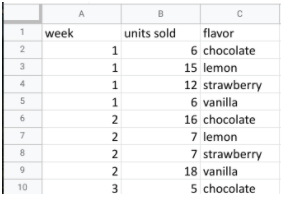 A B C
1 week units sold flavor
2 1 6 chocolate
3 1 15 lemon
4 1 12 strawberry
5 1 6 vanilla
6 2 16 chocolate
7 2 7 lemon
8 2 7 strawberry
9 2 18 vanilla
10 3 5 chocolate